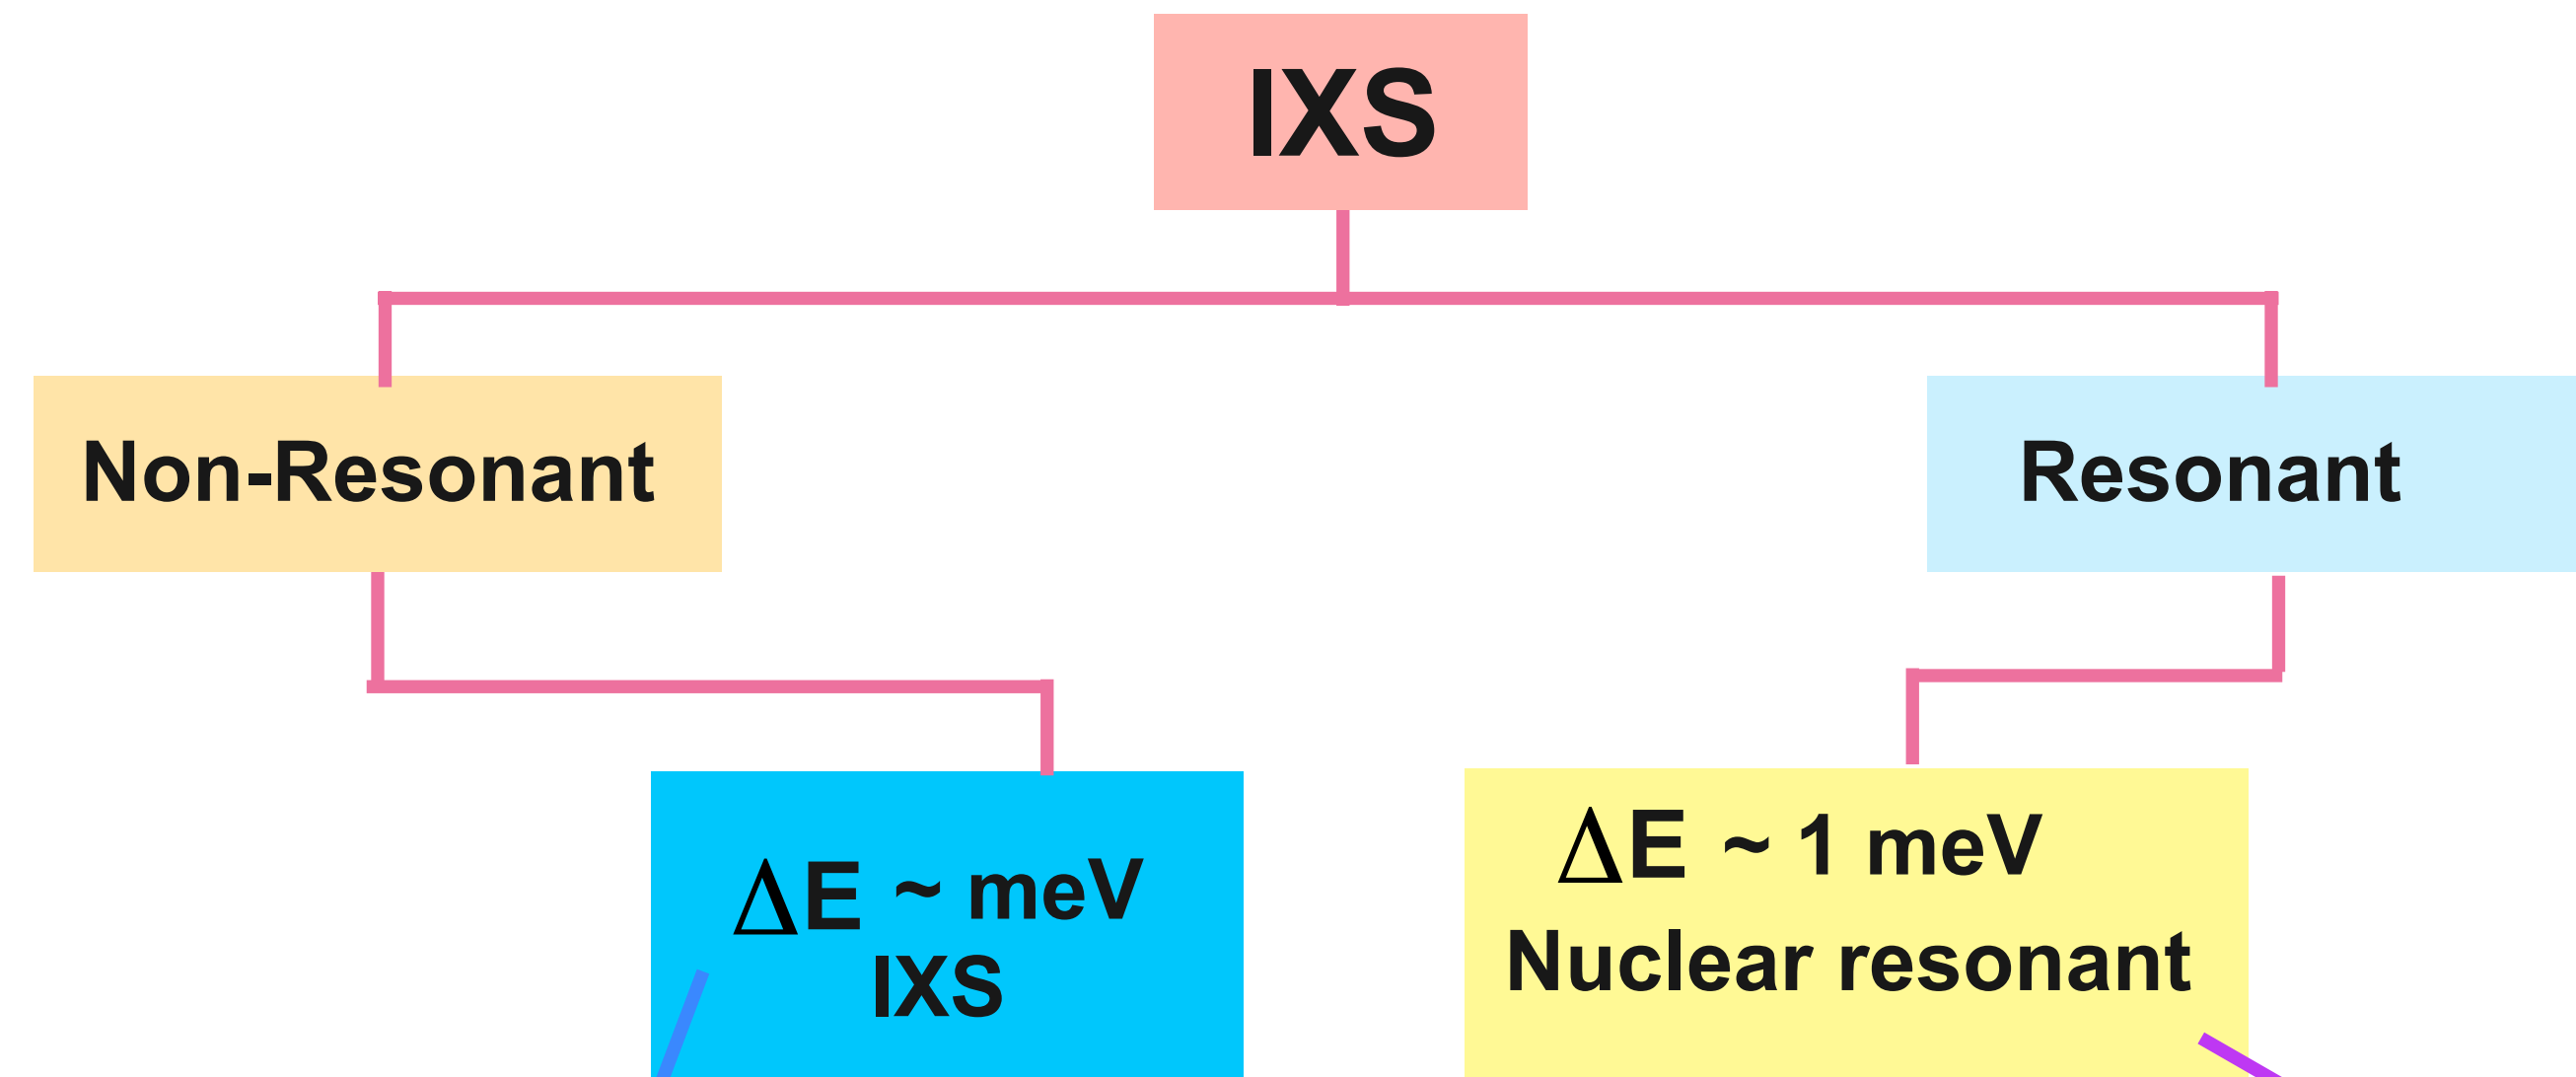 IXS
Non-Resonant
Resonant
ΔE ~ meV
IXS
ΔE ~ 1 meV
Nuclear resonant